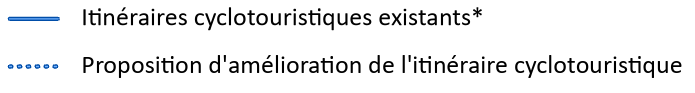 Itinéraires cyclotouristiques existants*
Proposition d'amélioration de l'itinéraire cyclotouristique